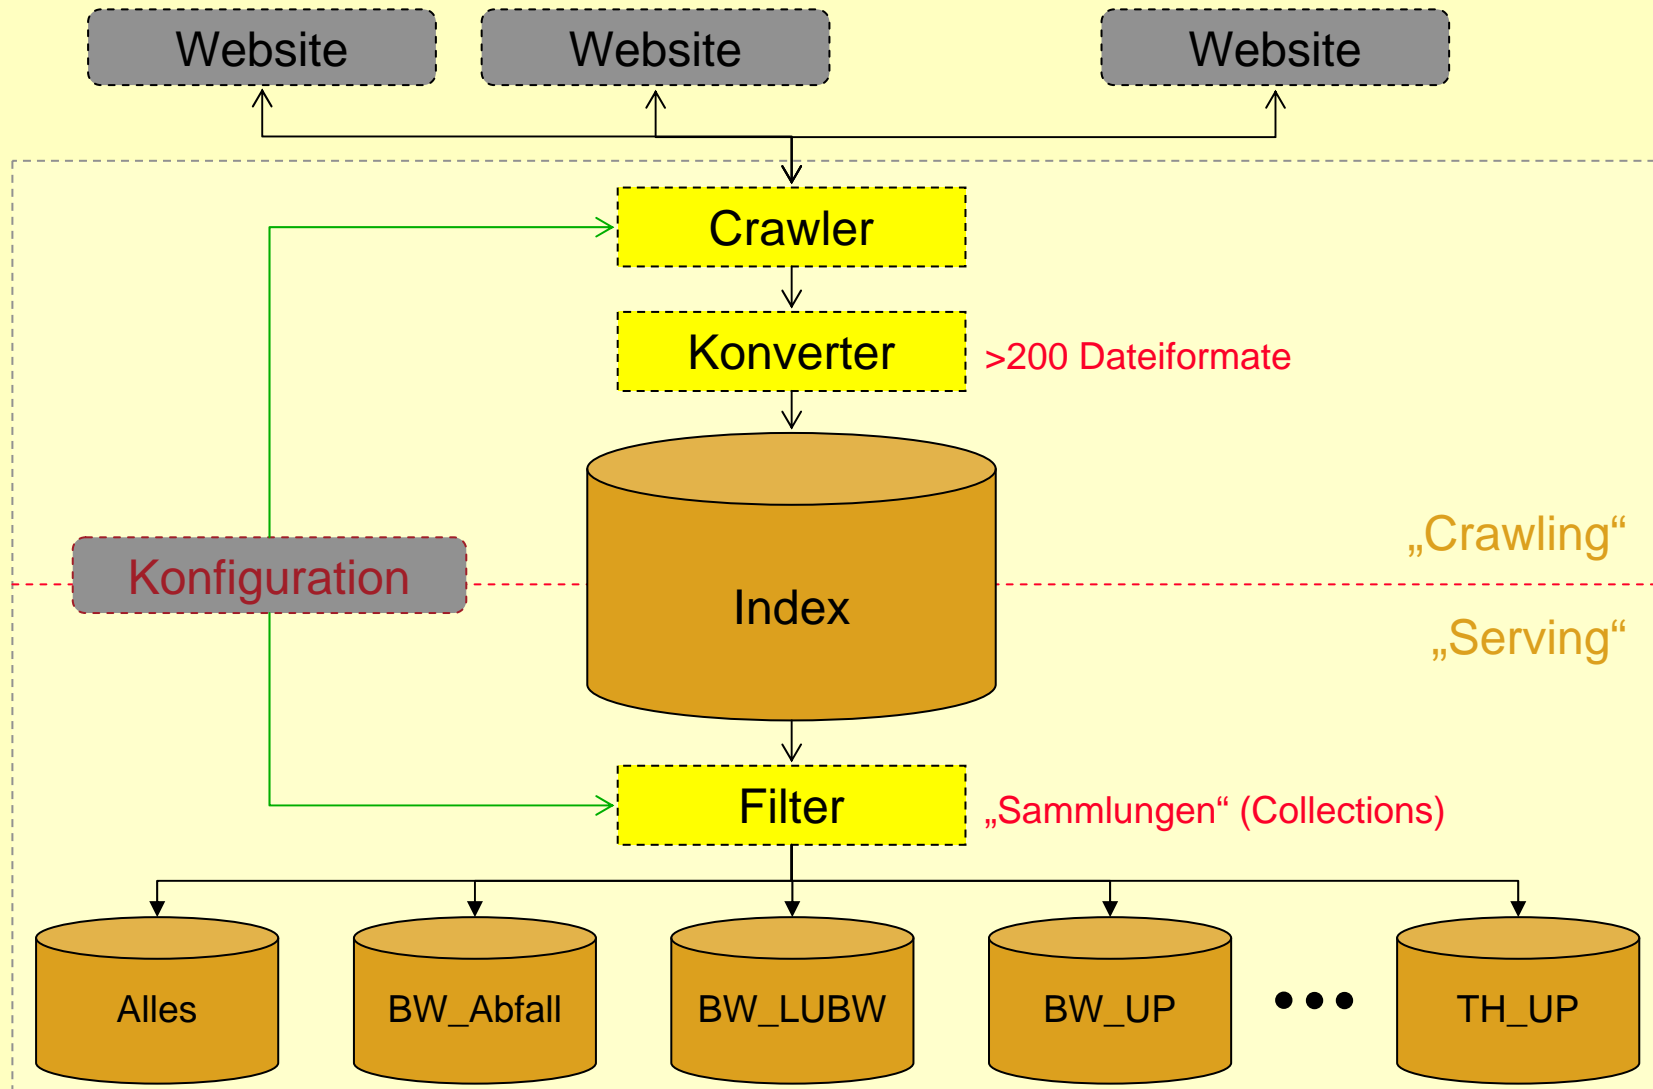 Website
Website
Website
Crawler
Konverter
>200 Dateiformate
„Crawling“
Konfiguration
Index
„Serving“
Filter
„Sammlungen“ (Collections)
Alles
BW_Abfall
BW_LUBW
BW_UP
•••
TH_UP